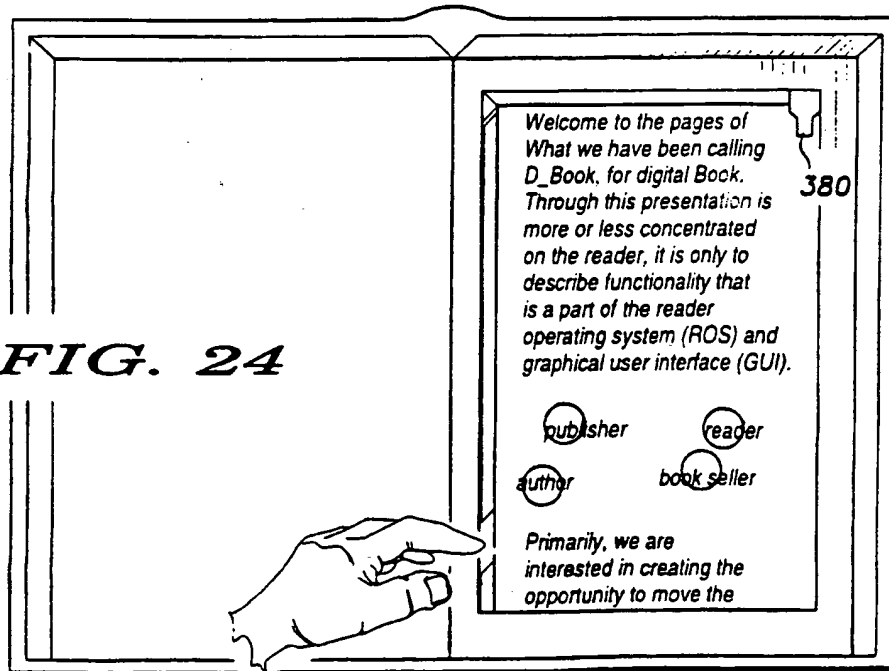 Welcome to the pages of
What we have been calling
D_Book, for digital Book.
Through this presentation is
more or less concentrated
on the reader, it is only to
describe functionality that
is a part of the reader
operating system (ROS) and
graphical user interface (GUI).
380
FIG. 24
publisher reader
author book seller
Primarily, we are
interested in creating the
opportunity to move the